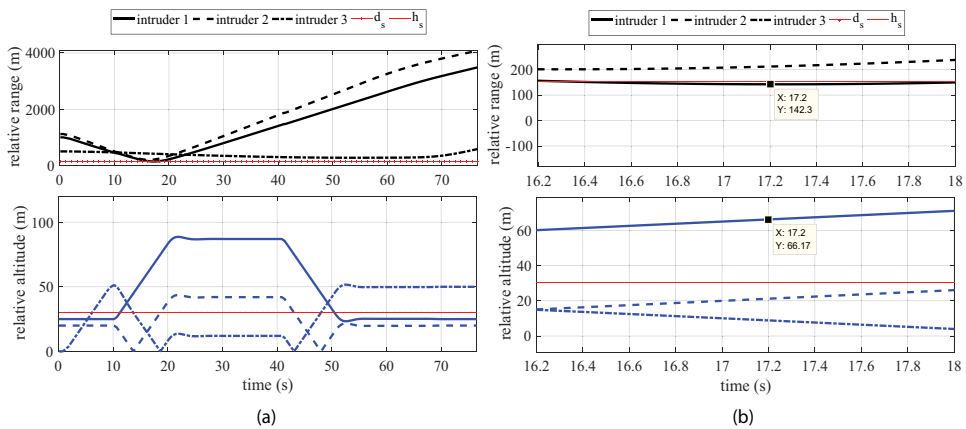 intruder 1 intruder 2 intruder 3 d_s h_s
relative range (m)
4000
2000
0
0 10 20 30 40 50 60 70
relative altitude (m)
100
50
0
0 10 20 30 40 50 60 70
time (s)
(a)
intruder 1 intruder 2 intruder 3 d_s h_s
relative range (m)
200
100
0
-100
X: 17.2
Y: 142.3
16.2 16.4 16.6 16.8 17 17.2 17.4 17.6 17.8 18
relative altitude (m)
60
40
20
0
X: 17.2
Y: 66.17
16.2 16.4 16.6 16.8 17 17.2 17.4 17.6 17.8 18
time (s)
(b)